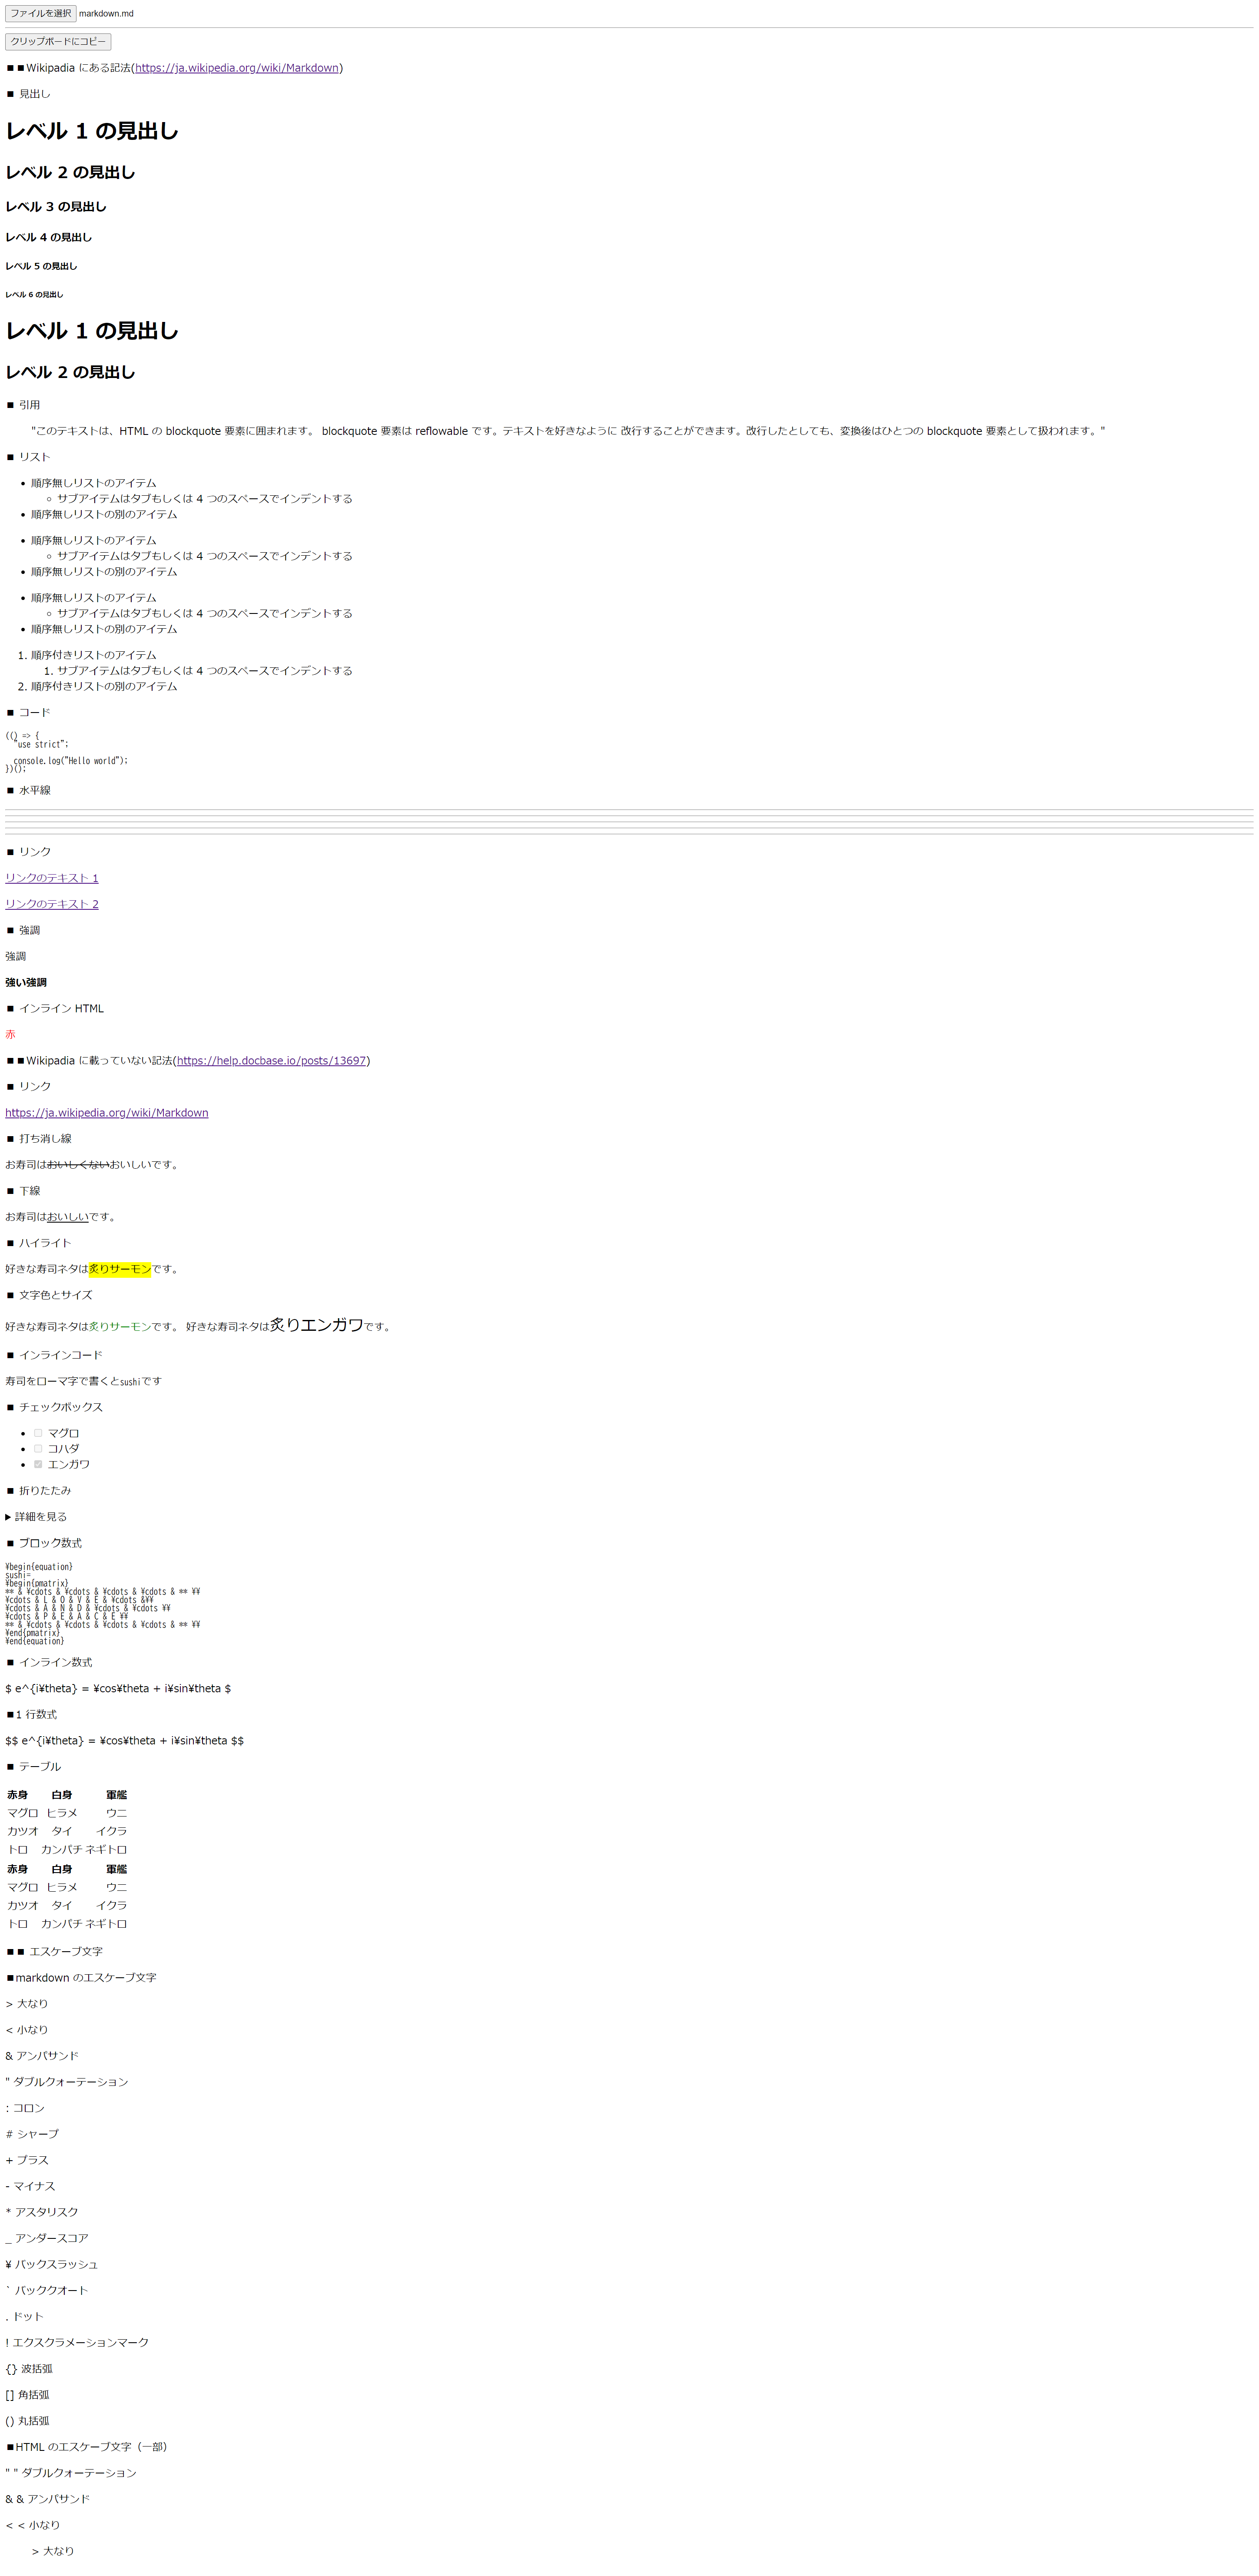 ファイルを選択 markdown.md
クリップボードにコピー
■■Wikipadia にある記法(https://ja.wikipedia.org/wiki/Markdown)
■ 見出し
レベル 1 の見出し
レベル 2 の見出し
レベル 3 の見出し
レベル 4 の見出し
レベル 5 の見出し
レベル 6 の見出し
レベル 1 の見出し
レベル 2 の見出し
■ 引用
"このテキストは、HTML の blockquote 要素に囲まれます。 blockquote 要素は reflowable です。テキストを好きなように 改行することができます。改行したとしても、変換後はひとつの blockquote 要素として扱われます。"
■ リスト
• 順序無しリストのアイテム
◦ サブアイテムはタブもしくは 4 つのスペースでインデントする
• 順序無しリストの別のアイテム
• 順序無しリストのアイテム
◦ サブアイテムはタブもしくは 4 つのスペースでインデントする
• 順序無しリストの別のアイテム
• 順序無しリストのアイテム
◦ サブアイテムはタブもしくは 4 つのスペースでインデントする
• 順序無しリストの別のアイテム
1. 順序付きリストのアイテム
1. サブアイテムはタブもしくは 4 つのスペースでインデントする
2. 順序付きリストの別のアイテム
■ コード
(() => {
"use strict";
console.log("Hello world");
})();
■ 水平線
■ リンク
リンクのテキスト 1
リンクのテキスト 2
■ 強調
強調
強い強調
■ インライン HTML
赤
■■Wikipadia に載っていない記法(https://help.docbase.io/posts/13697)
■ リンク
https://ja.wikipedia.org/wiki/Markdown
■ 打ち消し線
お寿司はおいしくないおいしいです。
■ 下線
お寿司はおいしいです。
■ ハイライト
好きな寿司ネタは炙りサーモンです。
■ 文字色とサイズ
好きな寿司ネタは炙りサーモンです。 好きな寿司ネタは炙りエンガワです。
■ インラインコード
寿司をローマ字で書くとsushiです
■ チェックボックス
• マグロ
• コハダ
• エンガワ
■ 折りたたみ
▶ 詳細を見る
■ ブロック数式
¥begin{equation}
sushi=
¥begin{pmatrix}
** & ¥cdots & ¥cdots & ¥cdots & ¥cdots & ** ¥¥
¥cdots & L & O & V & E & ¥cdots &¥¥
¥cdots & A & N & D & ¥cdots & ¥cdots ¥¥
¥cdots & P & E & A & C & E ¥¥
** & ¥cdots & ¥cdots & ¥cdots & ¥cdots & ** ¥¥
¥end{pmatrix}
¥end{equation}
■ インライン数式
$ e^{i¥theta} = ¥cos¥theta + i¥sin¥theta $
■1 行数式
$$ e^{i¥theta} = ¥cos¥theta + i¥sin¥theta $$
■ テーブル
赤身 白身 軍艦
マグロ ヒラメ ウニ
カツオ タイ イクラ
トロ カンパチ ネギトロ
赤身 白身 軍艦
マグロ ヒラメ ウニ
カツオ タイ イクラ
トロ カンパチ ネギトロ
■■ エスケープ文字
■markdown のエスケープ文字
> 大なり
< 小なり
& アンパサンド
" ダブルクォーテーション
: コロン
# シャープ
+ プラス
- マイナス
* アスタリスク
_ アンダースコア
¥ バックスラッシュ
` バッククオート
. ドット
! エクスクラメーションマーク
{} 波括弧
[] 角括弧
() 丸括弧
■HTML のエスケープ文字（一部）
" " ダブルクォーテーション
& & アンパサンド
< < 小なり
> 大なり